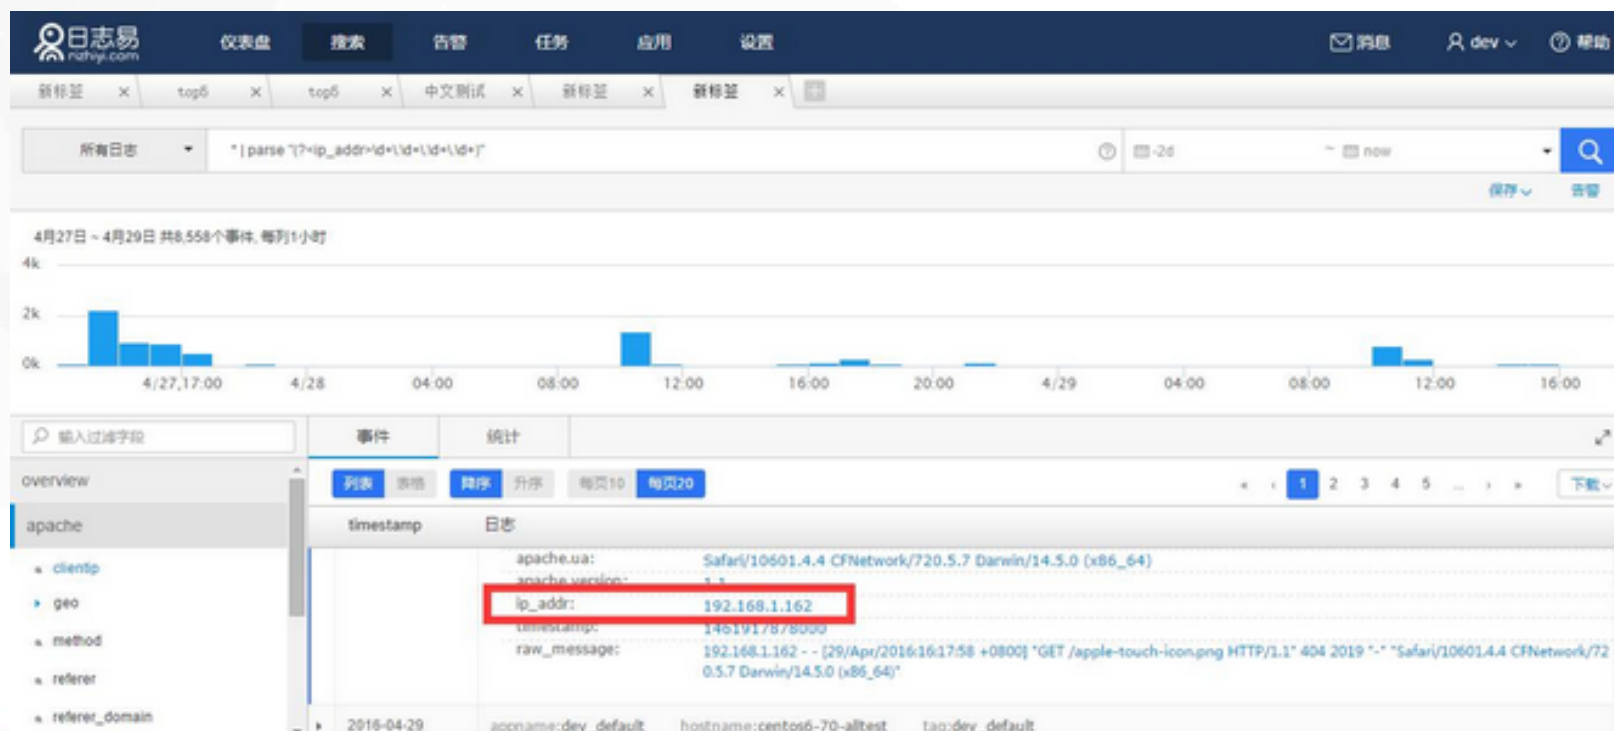 日志易 仪表盘 搜索 告警 任务 应用 设置 消息 dev 帮助
rizhiyi.com
新标签 × top5 × top5 × 中文测试 × 新标签 × 新标签 ×
所有日志 * | parse "(?<ip_addr>\d+\.\d+\.\d+\.\d+)" -2d ~ now
保存 告警
4月27日 ~ 4月29日 共8,558个事件, 每列1小时
4k
2k
0k
4/27,17:00 4/28 04:00 08:00 12:00 16:00 20:00 4/29 04:00 08:00 12:00 16:00
输入过滤字段 事件 统计
overview 列表 表格 降序 升序 每页10 每页20 « ‹ 1 2 3 4 5 ... › » 下载
apache timestamp 日志
clientip apache.ua: Safari/10601.4.4 CFNetwork/720.5.7 Darwin/14.5.0 (x86_64)
apache.version: 1.1
geo ip_addr: 192.168.1.162
timestamp: 1461917878000
method raw_message: 192.168.1.162 - - [29/Apr/2016:16:17:58 +0800] "GET /apple-touch-icon.png HTTP/1.1" 404 2019 "-" "Safari/10601.4.4 CFNetwork/72
0.5.7 Darwin/14.5.0 (x86_64)"
referer
referer_domain 2016-04-29 appname:dev_default hostname:centos6-70-alltest tag:dev_default